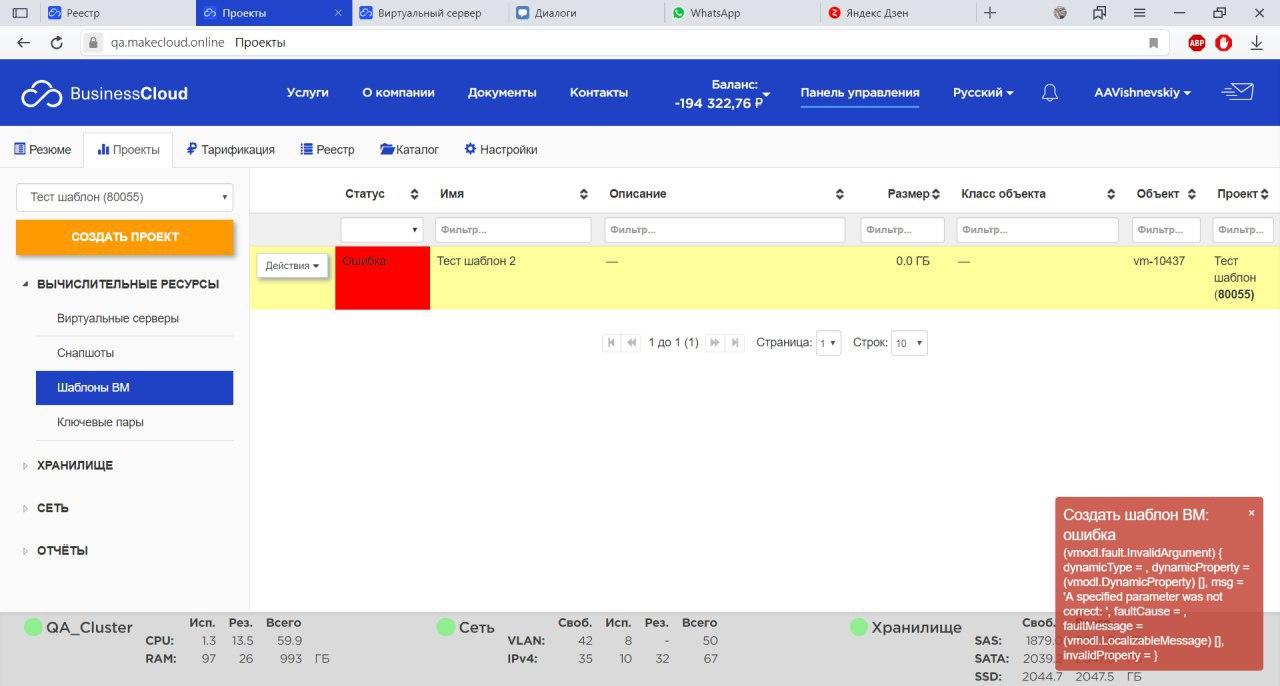 Реестр
Проекты
Виртуальный сервер
Диалоги
WhatsApp
Яндекс Дзен
qa.makecloud.online Проекты
ABP
BusinessCloud
Услуги
О компании
Документы
Контакты
Баланс:
-194 322,76 ₽
Панель управления
Русский
AAVishnevskiy
Резюме
Проекты
Тарификация
Реестр
Каталог
Настройки
Тест шаблон (80055)
СОЗДАТЬ ПРОЕКТ
ВЫЧИСЛИТЕЛЬНЫЕ РЕСУРСЫ
Виртуальные серверы
Снапшоты
Шаблоны ВМ
Ключевые пары
ХРАНИЛИЩЕ
СЕТЬ
ОТЧЁТЫ
Статус Имя Описание Размер Класс объекта Объект Проект
Фильтр... Фильтр... Фильтр... Фильтр... Фильтр... Фильтр...
Действия Ошибка Тест шаблон 2 — 0.0 ГБ — vm-10437 Тест
шаблон
(80055)
1 до 1 (1) Страница: 1 Строк: 10
Создать шаблон ВМ: ×
ошибка
(vmodl.fault.InvalidArgument) {
dynamicType = , dynamicProperty =
(vmodl.DynamicProperty) [], msg =
'A specified parameter was not
correct: ', faultCause = ,
faultMessage =
(vmodl.LocalizableMessage) [],
invalidProperty = }
QA_Cluster
Исп. Рез. Всего
CPU: 1.3 13.5 59.9
RAM: 97 26 993 ГБ
Сеть
Своб. Исп. Рез. Всего
VLAN: 42 8 - 50
IPv4: 35 10 32 67
Хранилище
Своб.
SAS: 1879.
SATA: 2039.
SSD: 2044.7 2047.5 ГБ